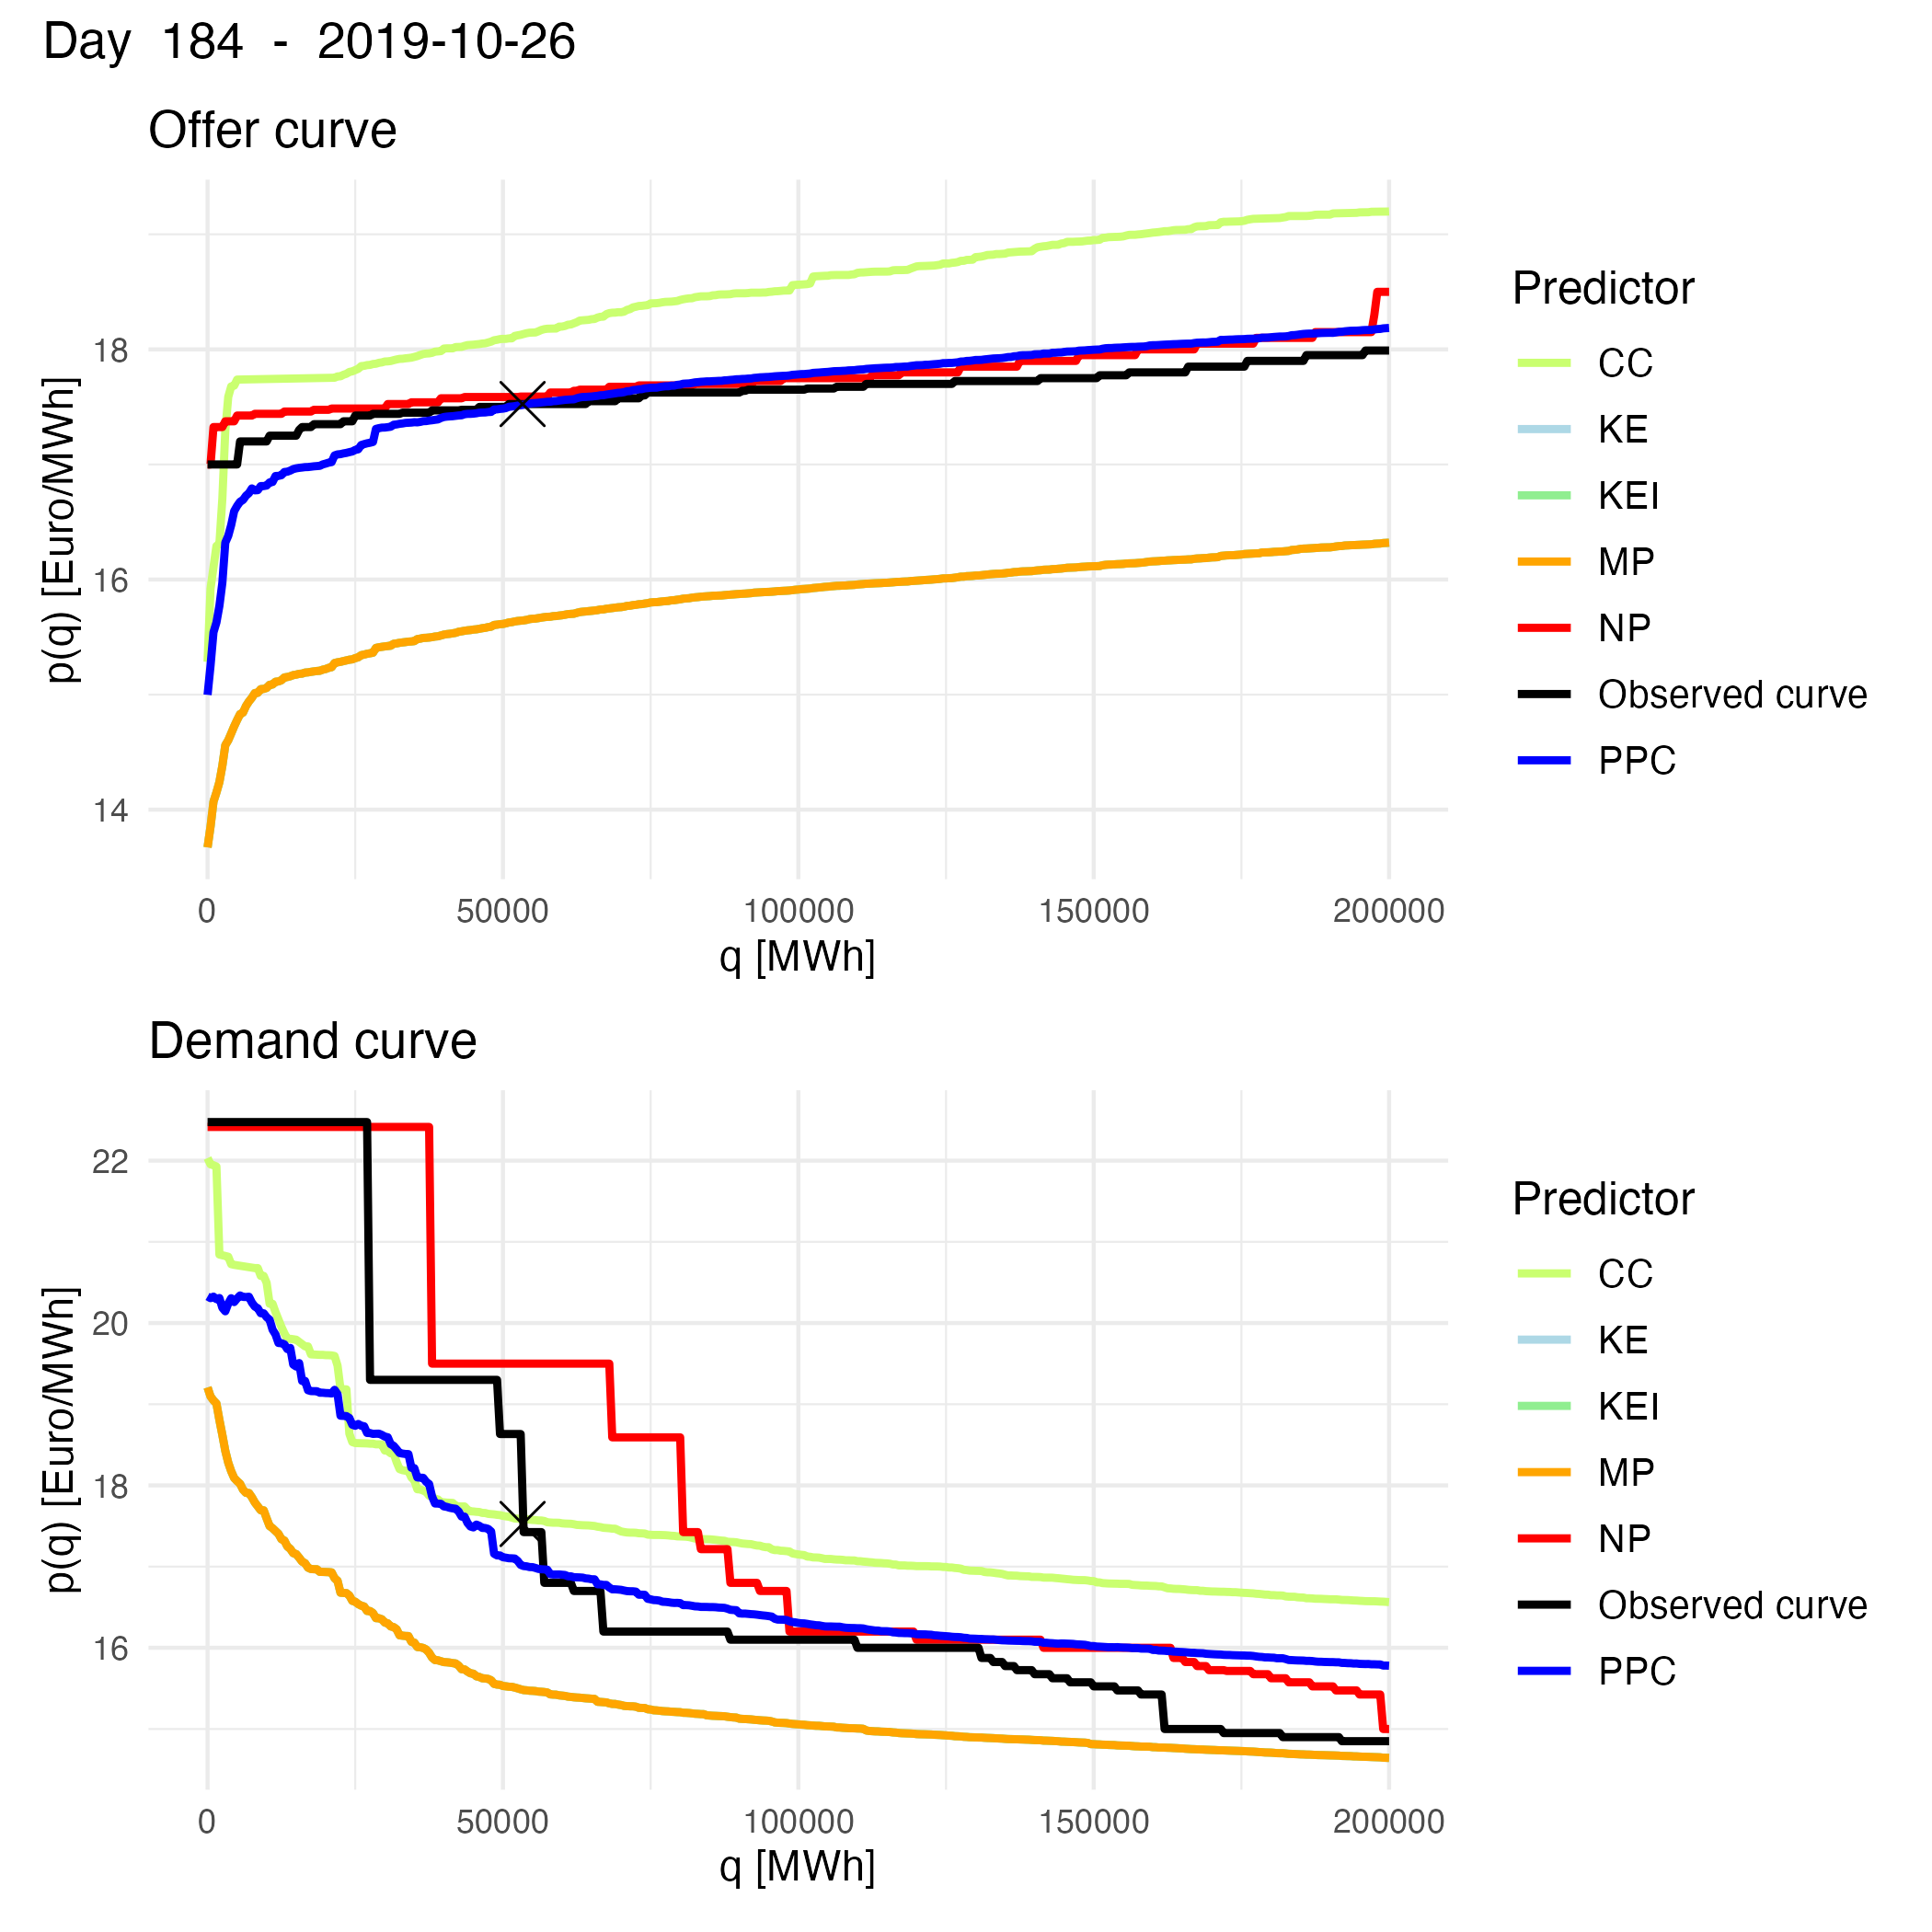 Day 184 - 2019-10-26
Offer curve
p(q) [Euro/MWh]
18
16
14
0
50000
100000
150000
200000
q [MWh]
Predictor
CC
KE
KEI
MP
NP
Observed curve
PPC
Demand curve
p(q) [Euro/MWh]
22
20
18
16
0
50000
100000
150000
200000
q [MWh]
Predictor
CC
KE
KEI
MP
NP
Observed curve
PPC